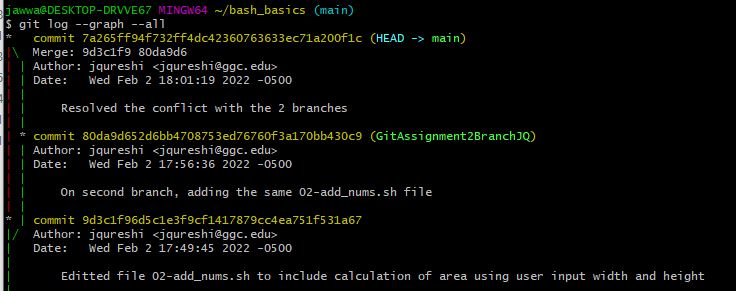 jawwa@DESKTOP-DRVVE67 MINGW64 ~/bash_basics (main)
$ git log --graph --all
*   commit 7a265ff94f732ff4dc42360763633ec71a200f1c (HEAD -> main)
|\  Merge: 9d3c1f9 80da9d6
| | Author: jqureshi <jqureshi@ggc.edu>
| | Date:   Wed Feb 2 18:01:19 2022 -0500
| |
| |     Resolved the conflict with the 2 branches
| |
| * commit 80da9d652d6bb4708753ed76760f3a170bb430c9 (GitAssignment2BranchJQ)
| | Author: jqureshi <jqureshi@ggc.edu>
| | Date:   Wed Feb 2 17:56:36 2022 -0500
| |
| |     On second branch, adding the same 02-add_nums.sh file
| |
* | commit 9d3c1f96d5c1e3f9cf1417879cc4ea751f531a67
|/  Author: jqureshi <jqureshi@ggc.edu>
|   Date:   Wed Feb 2 17:49:45 2022 -0500
|
|       Editted file 02-add_nums.sh to include calculation of area using user input width and height
|